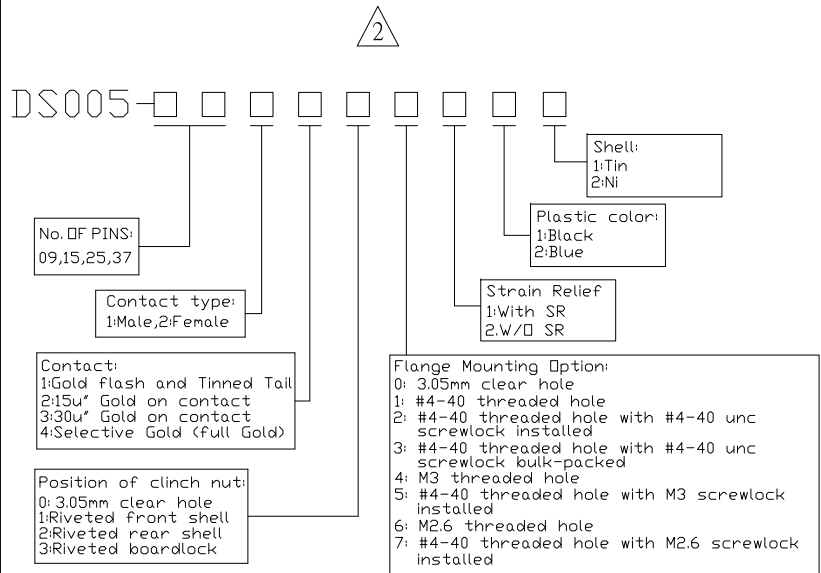 2
DS005-□ □ □ □ □ □ □ □ □
Shell:
1:Tin
2:Ni
Plastic color:
1:Black
2:Blue
No.OF PINS:
09,15,25,37
Strain Relief
1:With SR
2.W/O SR
Contact type:
1:Male,2:Female
Contact:
1:Gold flash and Tinned Tail
2:15u" Gold on contact
3:30u" Gold on contact
4:Selective Gold (full Gold)
Flange Mounting Option:
0: 3.05mm clear hole
1: #4-40 threaded hole
2: #4-40 threaded hole with #4-40 unc
screwlock installed
3: #4-40 threaded hole with #4-40 unc
screwlock bulk-packed
4: M3 threaded hole
5: #4-40 threaded hole with M3 screwlock
installed
6: M2.6 threaded hole
7: #4-40 threaded hole with M2.6 screwlock
installed
Position of clinch nut:
0: 3.05mm clear hole
1:Riveted front shell
2:Riveted rear shell
3:Riveted boardlock